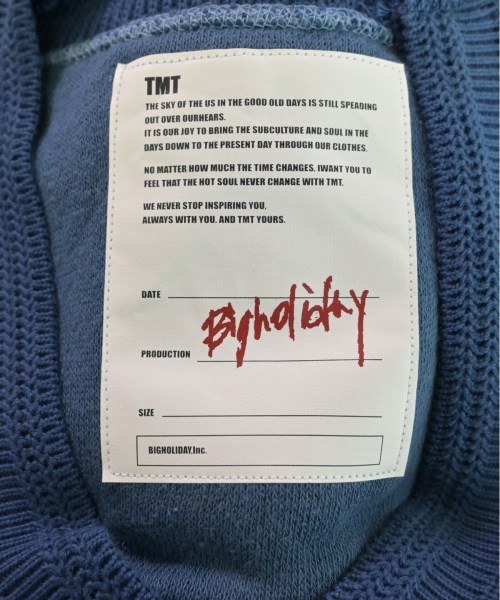 TMT
THE SKY OF THE US IN THE GOOD OLD DAYS IS STILL SPEADING
OUT OVER OURHEARS.
IT IS OUR JOY TO BRING THE SUBCULTURE AND SOUL IN THE
DAYS DOWN TO THE PRESENT DAY THROUGH OUR CLOTHES.
NO MATTER HOW MUCH THE TIME CHANGES, IWANT YOU TO
FEEL THAT THE HOT SOUL NEVER CHANGE WITH TMT.
WE NEVER STOP INSPIRING YOU,
ALWAYS WITH YOU. AND TMT YOURS.
DATE
Bigholiday
PRODUCTION
SIZE
BIGHOLIDAY,Inc.